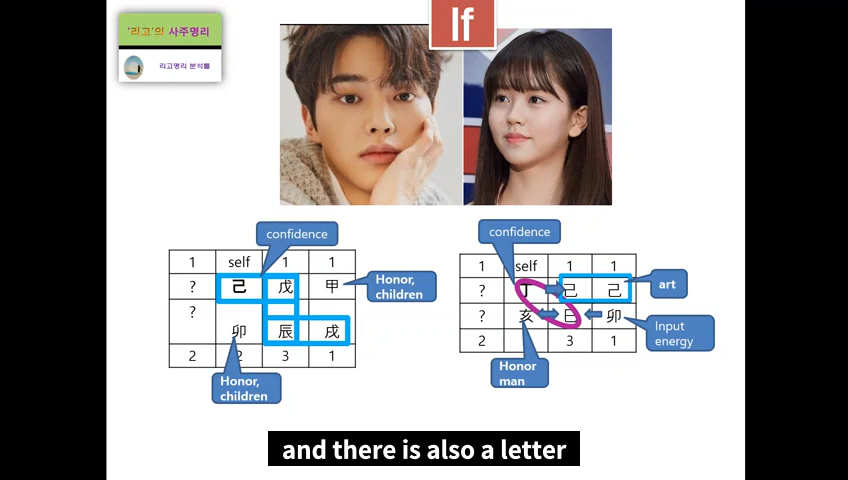 '리고'의 사주명리
리고명리 분석률
If
confidence
1 self 1 1
? 己 戊 甲
?
卯 辰 戌
2 2 3 1
Honor,
children
Honor,
children
confidence
1 self 1 1
? 丁 己 己
? 亥 巳 卯
2 3 1
art
Input
energy
Honor
man
and there is also a letter